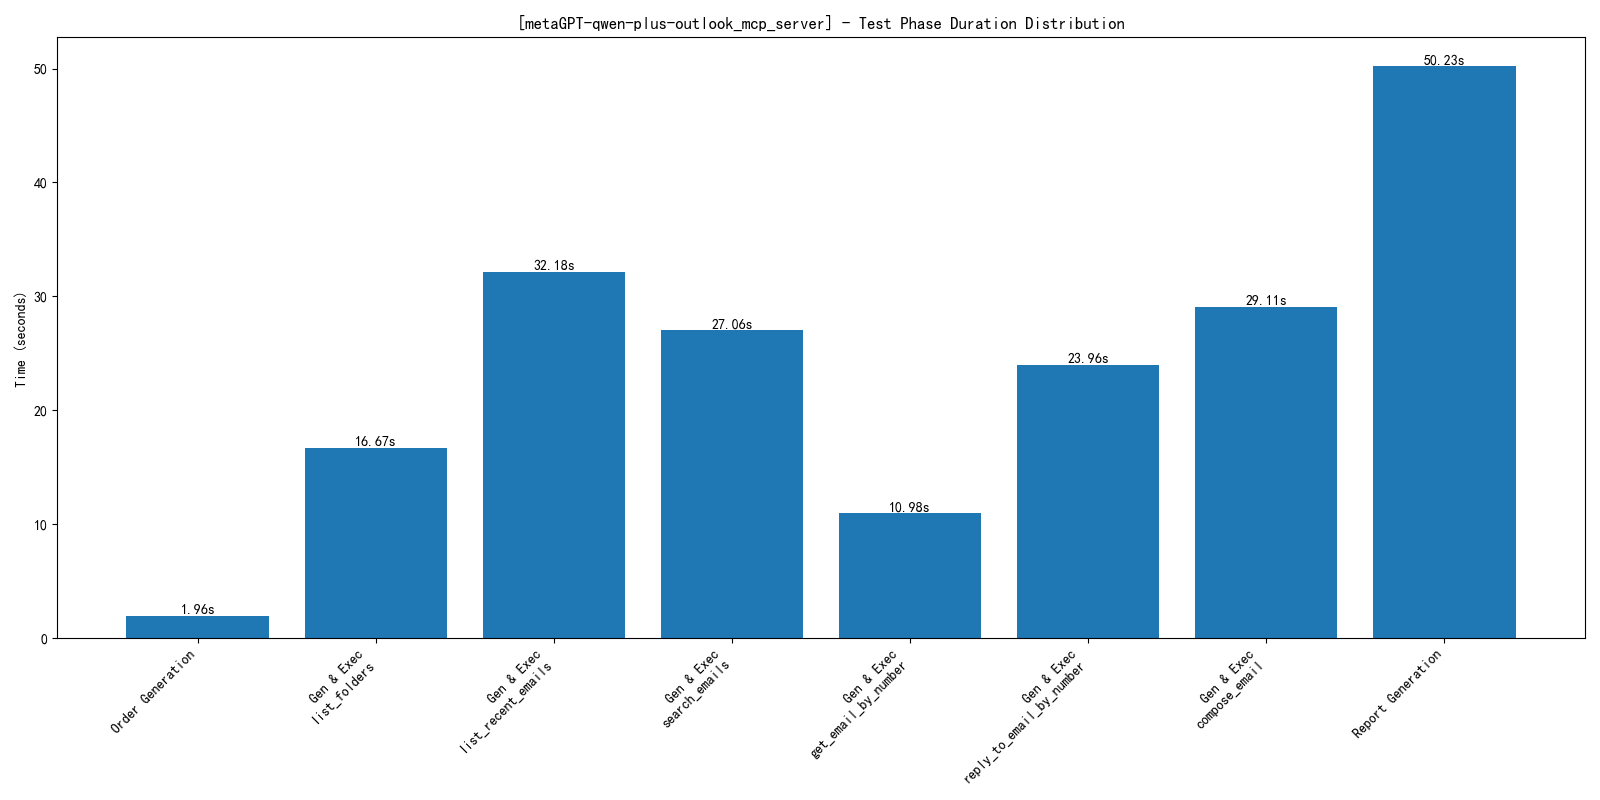 [metaGPT-qwen-plus-outlook_mcp_server] - Test Phase Duration Distribution
Time (seconds)
50
40
30
20
10
0
1.96s
16.67s
32.18s
27.06s
10.98s
23.96s
29.11s
50.23s
Order Generation
Gen & Exec
list_folders
Gen & Exec
list_recent_emails
Gen & Exec
search_emails
Gen & Exec
get_email_by_number
Gen & Exec
reply_to_email_by_number
Gen & Exec
compose_email
Report Generation